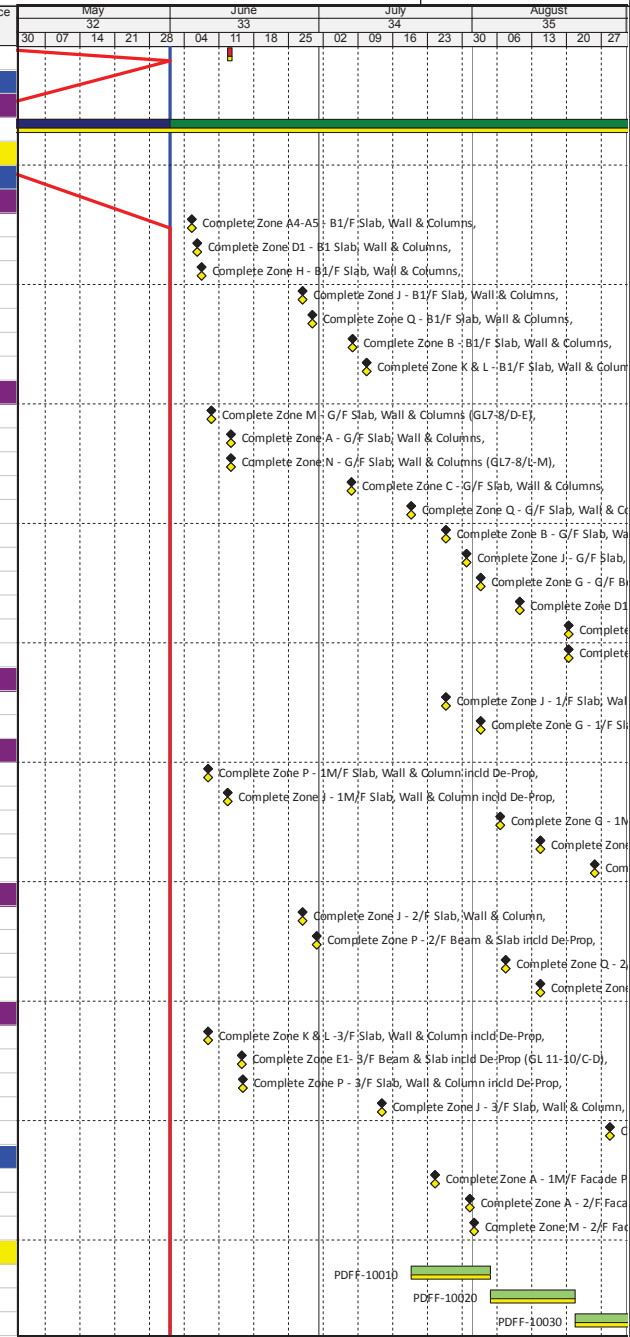 ce
May June July August
32 33 34 35
30 07 14 21 28 04 11 18 25 02 09 16 23 30 06 13 20 27
Complete Zone A4-A5 - B1/F Slab, Wall & Columns,
Complete Zone D1 - B1 Slab, Wall & Columns,
Complete Zone H - B1/F Slab, Wall & Columns,
Complete Zone J - B1/F Slab, Wall & Columns,
Complete Zone Q - B1/F Slab, Wall & Columns,
Complete Zone B - B1/F Slab, Wall & Columns,
Complete Zone K & L - B1/F Slab, Wall & Colum
Complete Zone M - G/F Slab, Wall & Columns (GL7-8/D-E),
Complete Zone A - G/F Slab, Wall & Columns,
Complete Zone N - G/F Slab, Wall & Columns (GL7-8/L-M),
Complete Zone C - G/F Slab, Wall & Columns,
Complete Zone Q - G/F Slab, Wall & Co
Complete Zone B - G/F Slab, Wa
Complete Zone J - G/F Slab,
Complete Zone G - G/F Be
Complete Zone D1
Complete
Complete
Complete Zone J - 1/F Slab, Wal
Complete Zone G - 1/F Sla
Complete Zone P - 1M/F Slab, Wall & Column incld De-Prop,
Complete Zone J - 1M/F Slab, Wall & Column incld De-Prop,
Complete Zone G - 1M
Complete Zone
Com
Complete Zone J - 2/F Slab, Wall & Column,
Complete Zone P - 2/F Beam & Slab incld De-Prop,
Complete Zone Q - 2/
Complete Zone
Complete Zone K & L -3/F Slab, Wall & Column incld De-Prop,
Complete Zone E1- 3/F Beam & Slab incld De-Prop (GL 11-10/C-D),
Complete Zone P - 3/F Slab, Wall & Column incld De-Prop,
Complete Zone J - 3/F Slab, Wall & Column,
C
Complete Zone A - 1M/F Facade P
Complete Zone A - 2/F Faca
Complete Zone M - 2/F Fac
PDFF-10010
PDFF-10020
PDFF-10030